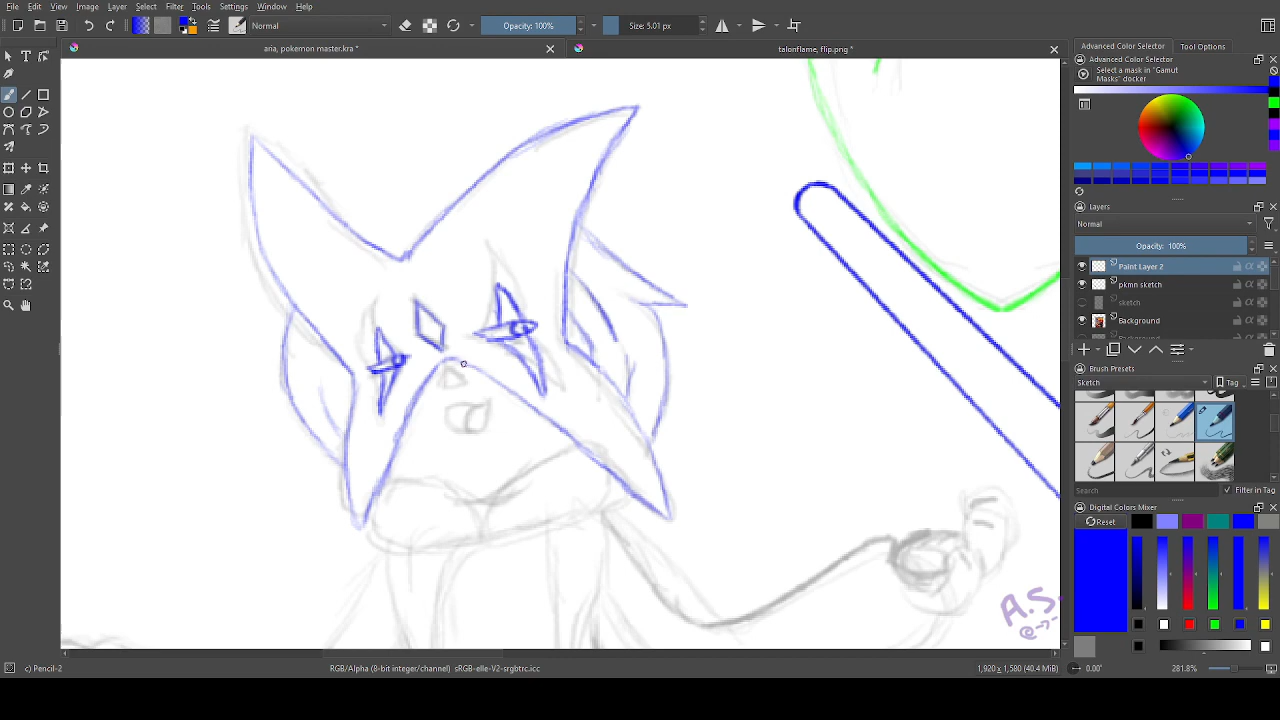 File Edit View Image Layer Select Filter Tools Settings Window Help
Normal Opacity: 100% Size: 5.01 px
aria, pokemon master.kra * talonflame, flip.png *
Advanced Color Selector Tool Options
Advanced Color Selector
Select a mask in "Gamut
Masks" docker
Layers
Normal
Opacity: 100%
Paint Layer 2
pkmn sketch
sketch
Background
Brush Presets
Sketch Tag
Search Filter in Tag
Digital Colors Mixer
Reset
A.S.
c) Pencil-2 RGB/Alpha (8-bit integer/channel) sRGB-elle-V2-srgbtrc.icc 1,920 x 1,580 (40.4 MiB) 0.00° 281.8%